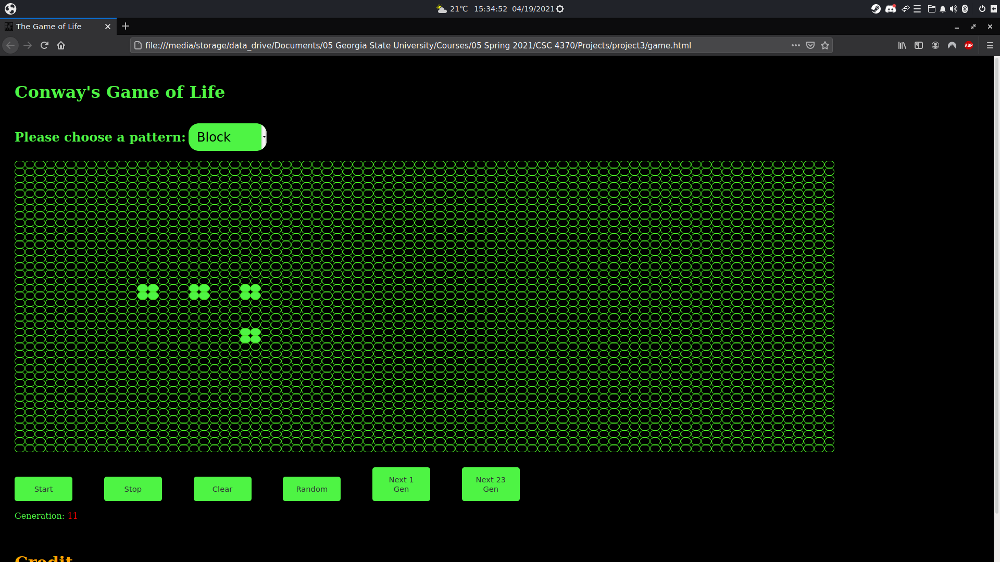 21℃ 15:34:52 04/19/2021
The Game of Life
file:///media/storage/data_drive/Documents/05 Georgia State University/Courses/05 Spring 2021/CSC 4370/Projects/project3/game.html
ABP
Conway's Game of Life
Please choose a pattern: Block
Start
Stop
Clear
Random
Next 1
Gen
Next 23
Gen
Generation: 11
Credit